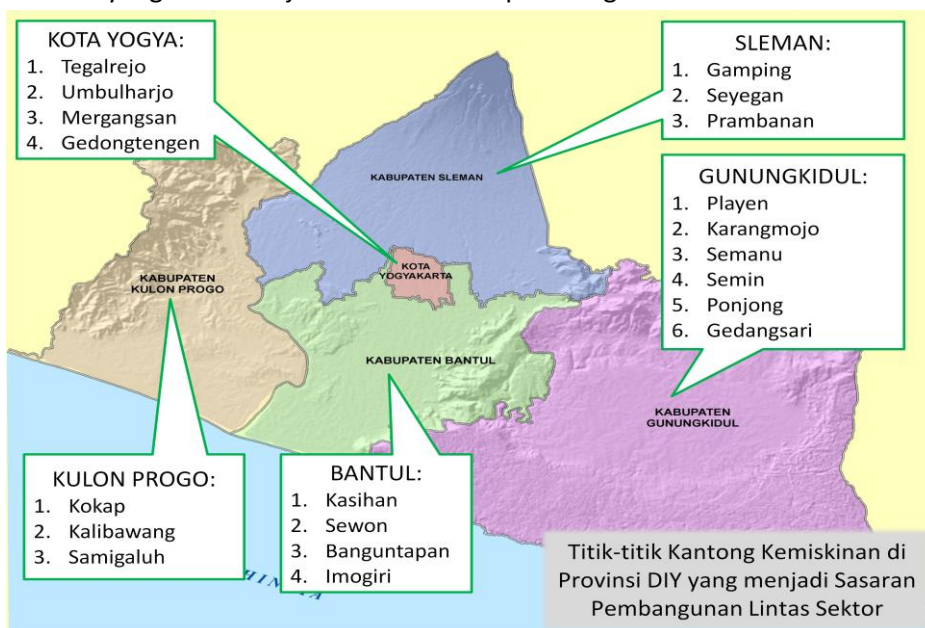 KOTA YOGYA:
1. Tegalrejo
2. Umbulharjo
3. Mergangsan
4. Gedongtengen
SLEMAN:
1. Gamping
2. Seyegan
3. Prambanan
KABUPATEN SLEMAN
GUNUNGKIDUL:
1. Playen
2. Karangmojo
3. Semanu
4. Semin
5. Ponjong
6. Gedangsari
KOTA
YOGYAKARTA
KABUPATEN
KULON PROGO
KABUPATEN BANTUL
KABUPATEN
GUNUNGKIDUL
KULON PROGO:
1. Kokap
2. Kalibawang
3. Samigaluh
BANTUL:
1. Kasihan
2. Sewon
3. Banguntapan
4. Imogiri
Titik-titik Kantong Kemiskinan di
Provinsi DIY yang menjadi Sasaran
Pembangunan Lintas Sektor